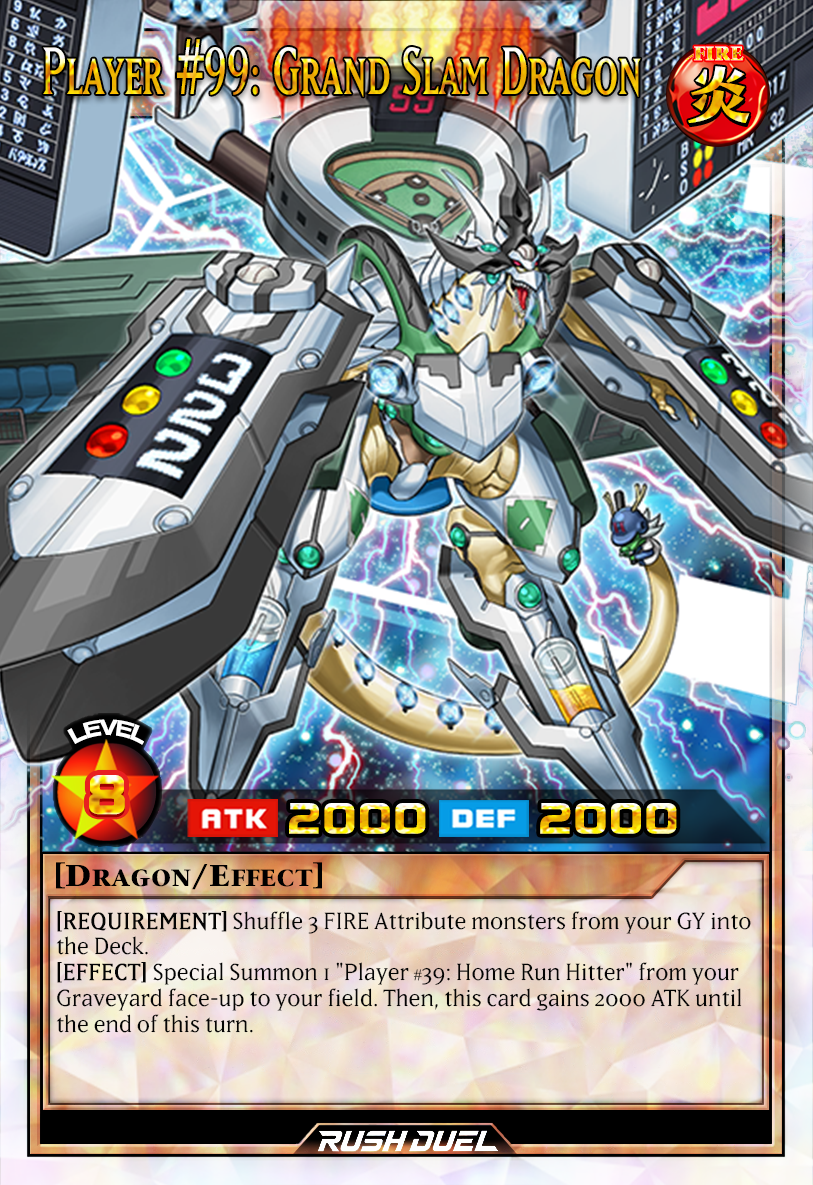 Player #99: Grand Slam Dragon
FIRE
炎
LEVEL
8
ATK 2000 DEF 2000
[Dragon/Effect]
[REQUIREMENT] Shuffle 3 FIRE Attribute monsters from your GY into
the Deck.
[EFFECT] Special Summon 1 "Player #39: Home Run Hitter" from your
Graveyard face-up to your field. Then, this card gains 2000 ATK until
the end of this turn.
RUSH DUEL